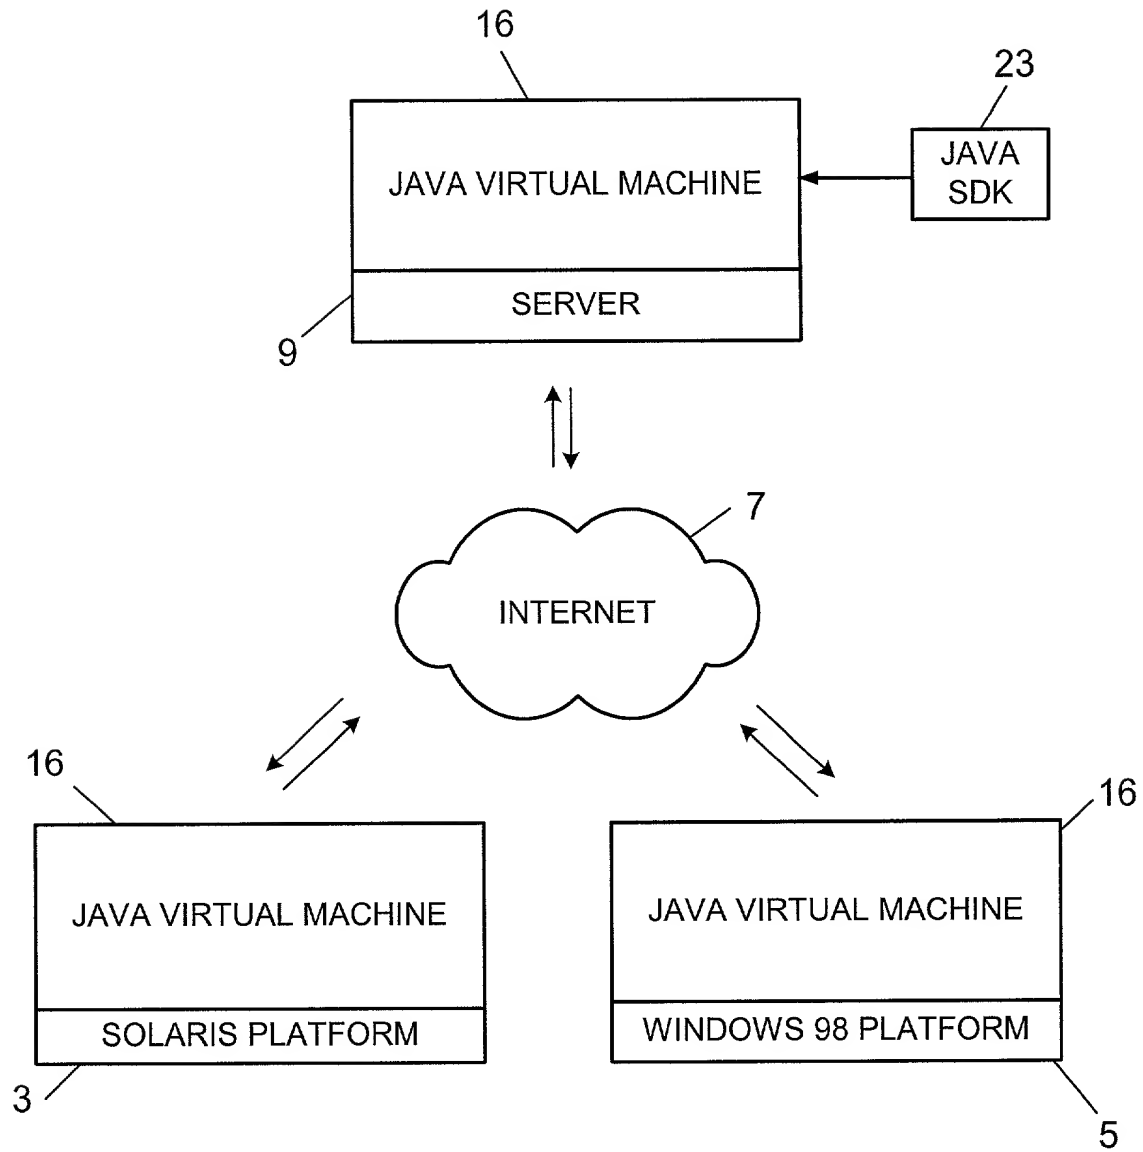 16
23
JAVA VIRTUAL MACHINE
JAVA
SDK
SERVER
9
7
INTERNET
16
16
JAVA VIRTUAL MACHINE
JAVA VIRTUAL MACHINE
SOLARIS PLATFORM
WINDOWS 98 PLATFORM
3
5